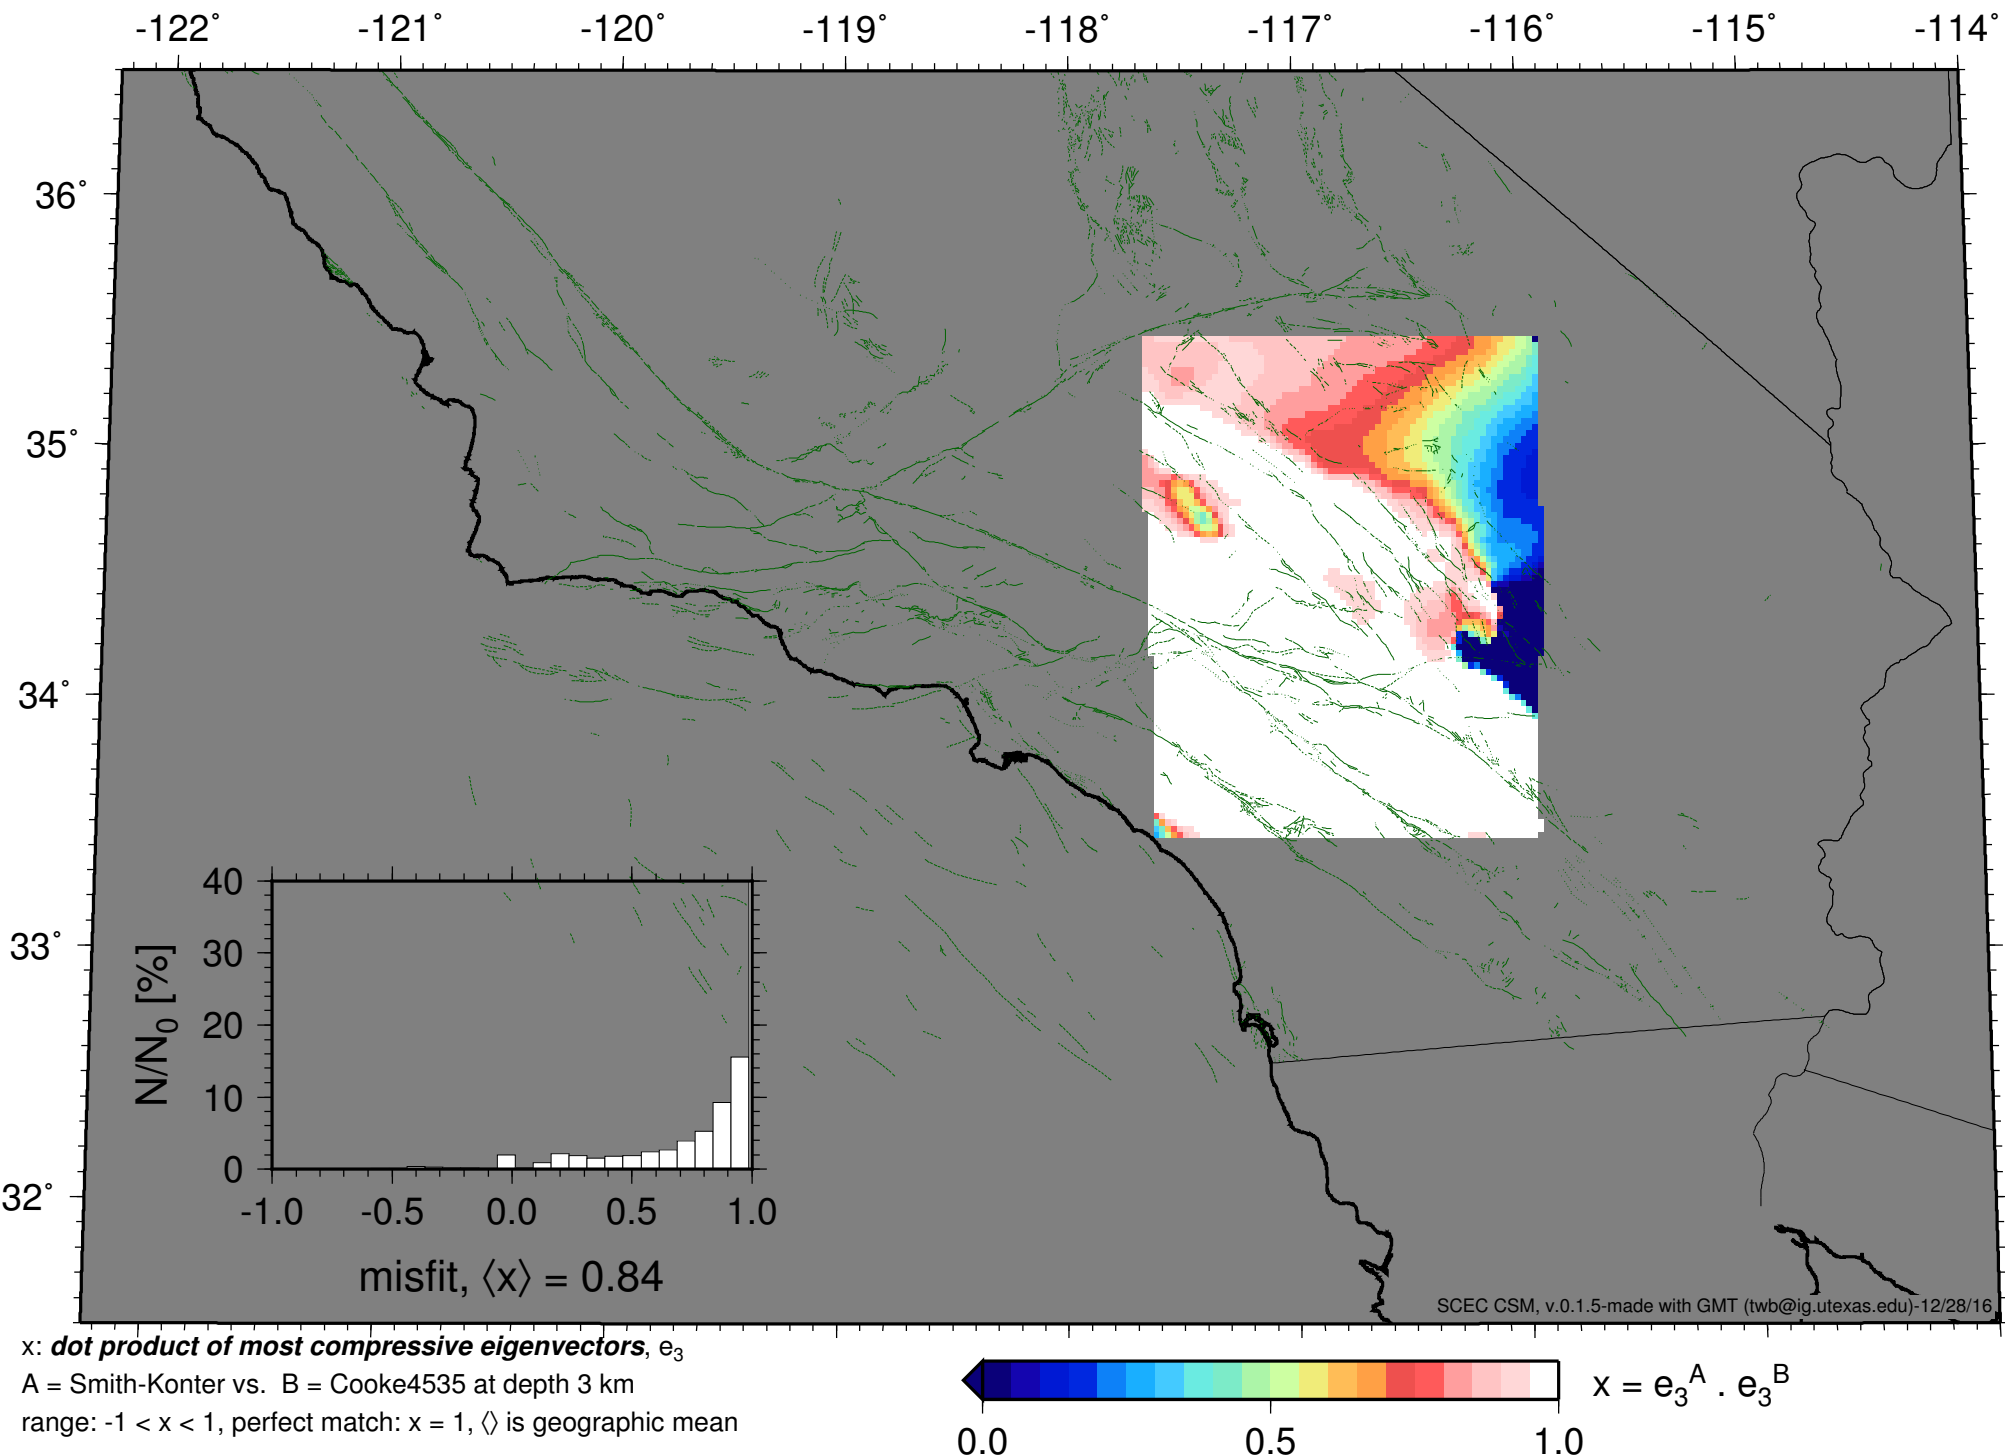 -122˚ -121˚ -120˚ -119˚ -118˚ -117˚ -116˚ -115˚ -114˚
36˚
35˚
34˚
33˚
32˚
40
30
20
10
0
N/N0 [%]
-1.0 -0.5 0.0 0.5 1.0
misfit, ⟨x⟩ = 0.84
SCEC CSM, v.0.1.5-made with GMT (twb@ig.utexas.edu)-12/28/16
x: dot product of most compressive eigenvectors, e3
A = Smith-Konter vs. B = Cooke4535 at depth 3 km
range: -1 < x < 1, perfect match: x = 1, ⟨⟩ is geographic mean
x = e3^A . e3^B
0.0 0.5 1.0